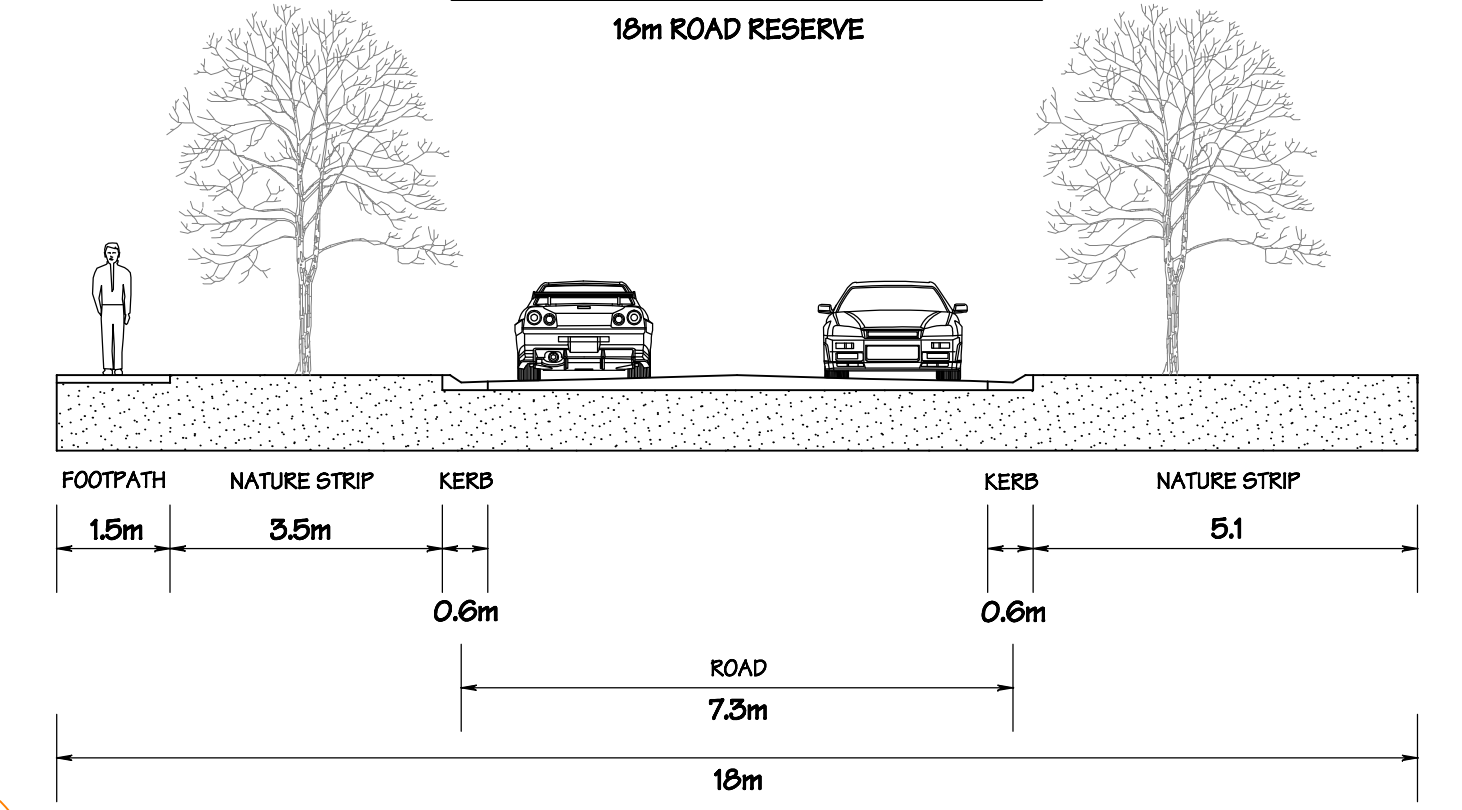 18m ROAD RESERVE
FOOTPATH NATURE STRIP KERB KERB NATURE STRIP
1.5m 3.5m 5.1
0.6m 0.6m
ROAD
7.3m
18m